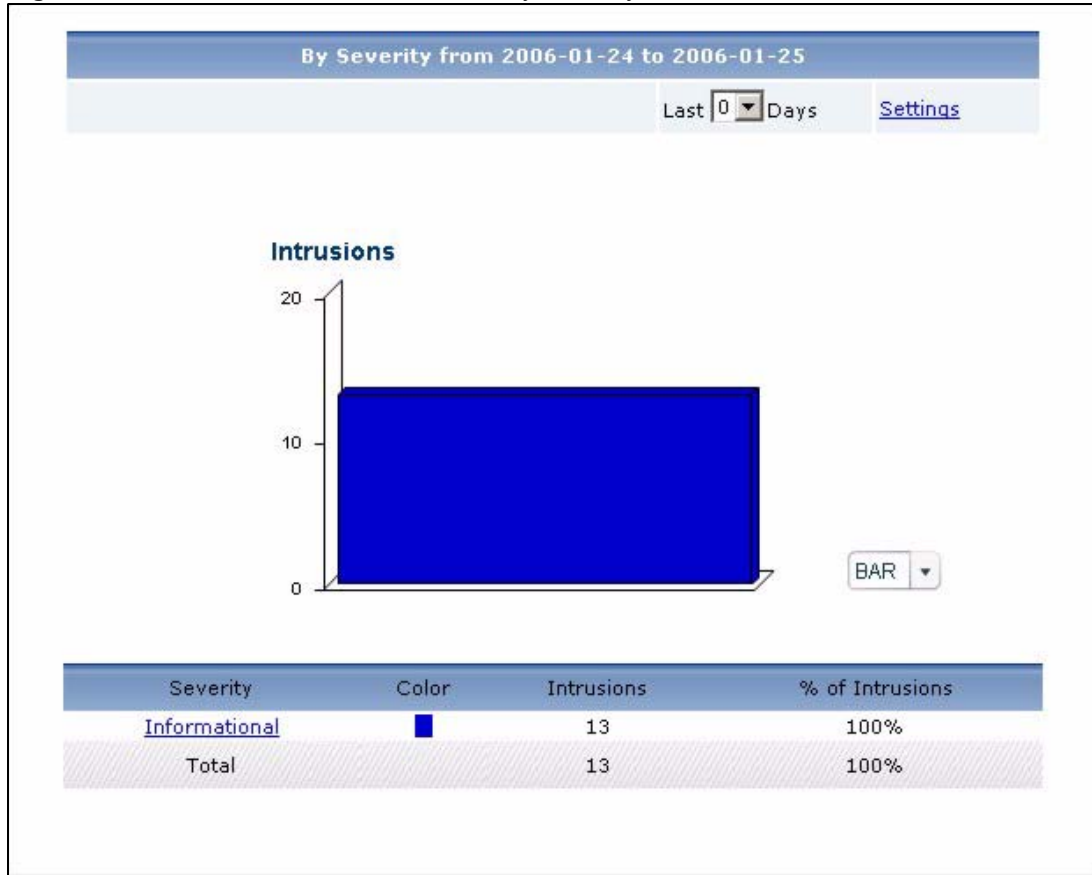 By Severity from 2006-01-24 to 2006-01-25
Last 0 Days Settings
Intrusions
20
10
0
BAR
Severity Color Intrusions % of Intrusions
Informational 13 100%
Total 13 100%